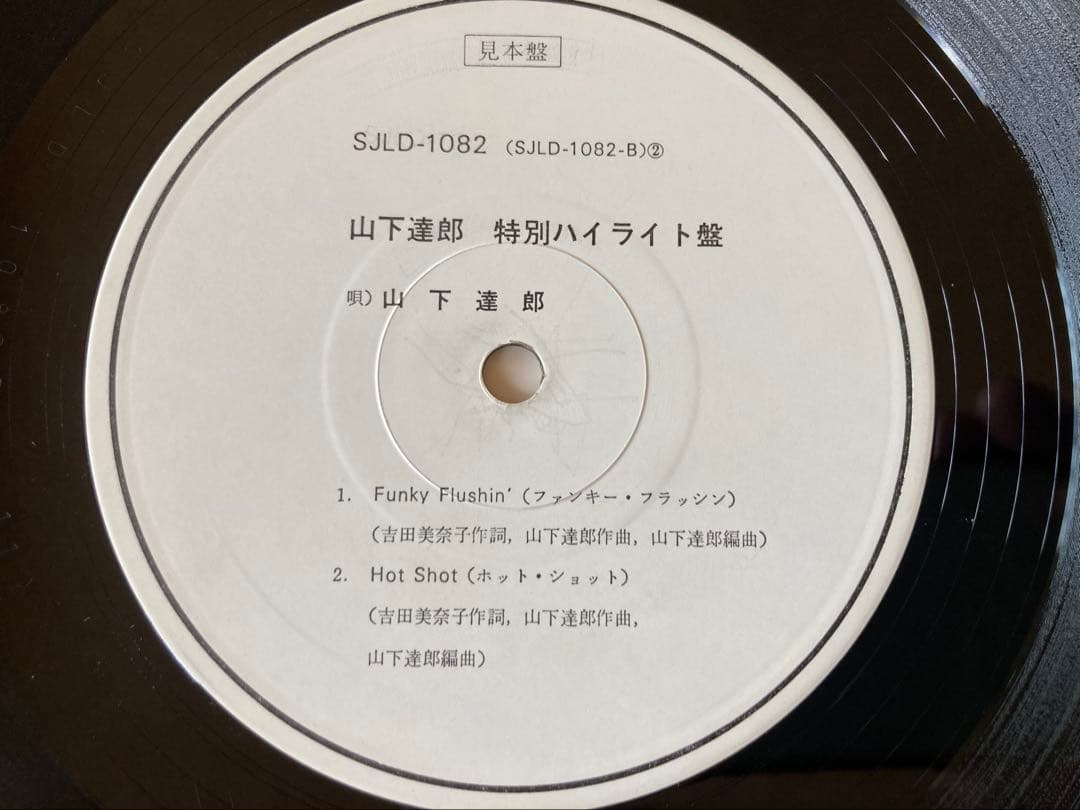 見本盤
SJLD-1082 (SJLD-1082-B)②
山下達郎 特別ハイライト盤
唄)山下達郎
1. Funky Flushin' (ファンキー・フラッシン)
(吉田美奈子作詞, 山下達郎作曲, 山下達郎編曲)
2. Hot Shot (ホット・ショット)
(吉田美奈子作詞, 山下達郎作曲,
山下達郎編曲)